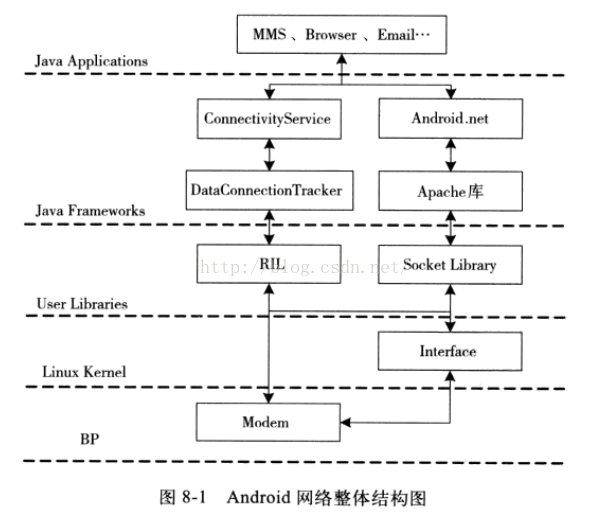 MMS 、Browser 、Email…
Java Applications
ConnectivityService
Android.net
DataConnectionTracker
Apache库
Java Frameworks
RIL
Socket Library
http://blog.csdn.net/
User Libraries
Interface
Linux Kernel
Modem
BP
图 8-1 Android 网络整体结构图